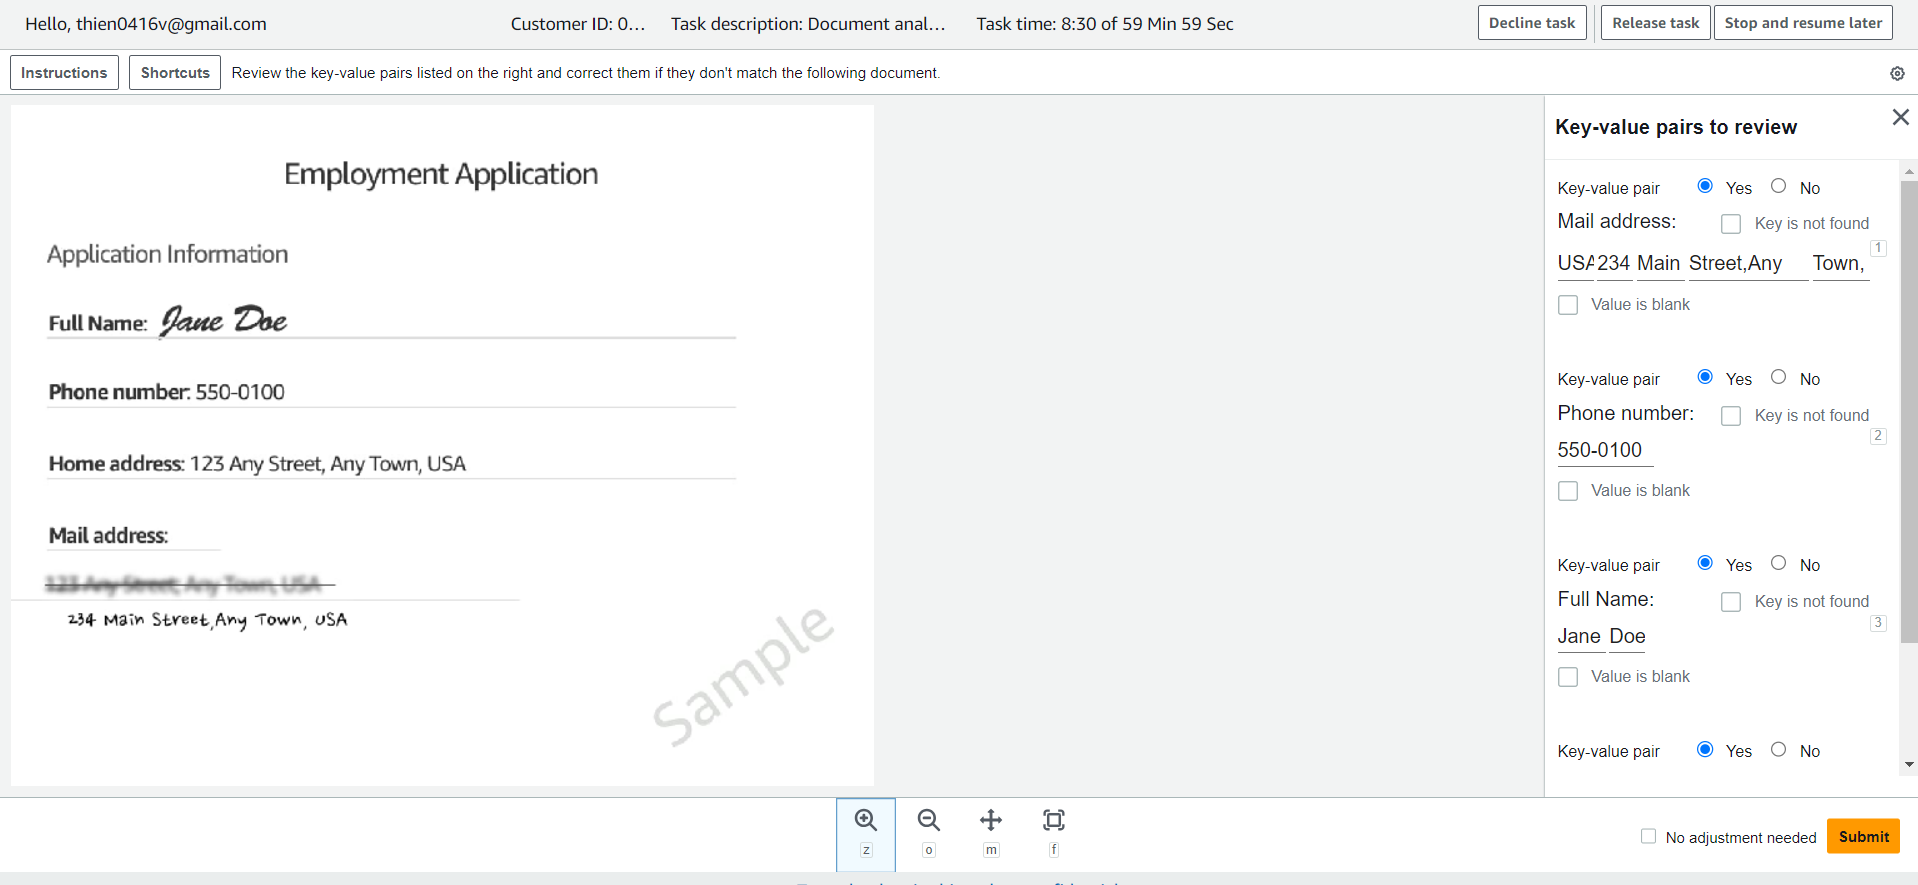 Hello, thien0416v@gmail.com Customer ID: 0... Task description: Document anal... Task time: 8:30 of 59 Min 59 Sec Decline task Release task Stop and resume later
Instructions Shortcuts Review the key-value pairs listed on the right and correct them if they don't match the following document.
Employment Application
Application Information
Full Name: Jane Doe
Phone number: 550-0100
Home address: 123 Any Street, Any Town, USA
Mail address:
123 Any Street, Any Town, USA
234 Main Street,Any Town, USA
Sample
Key-value pairs to review
Key-value pair Yes No
Mail address: Key is not found
1
USA 234 Main Street,Any Town,
Value is blank
Key-value pair Yes No
Phone number: Key is not found
2
550-0100
Value is blank
Key-value pair Yes No
Full Name: Key is not found
3
Jane Doe
Value is blank
Key-value pair Yes No
z o m f
No adjustment needed Submit